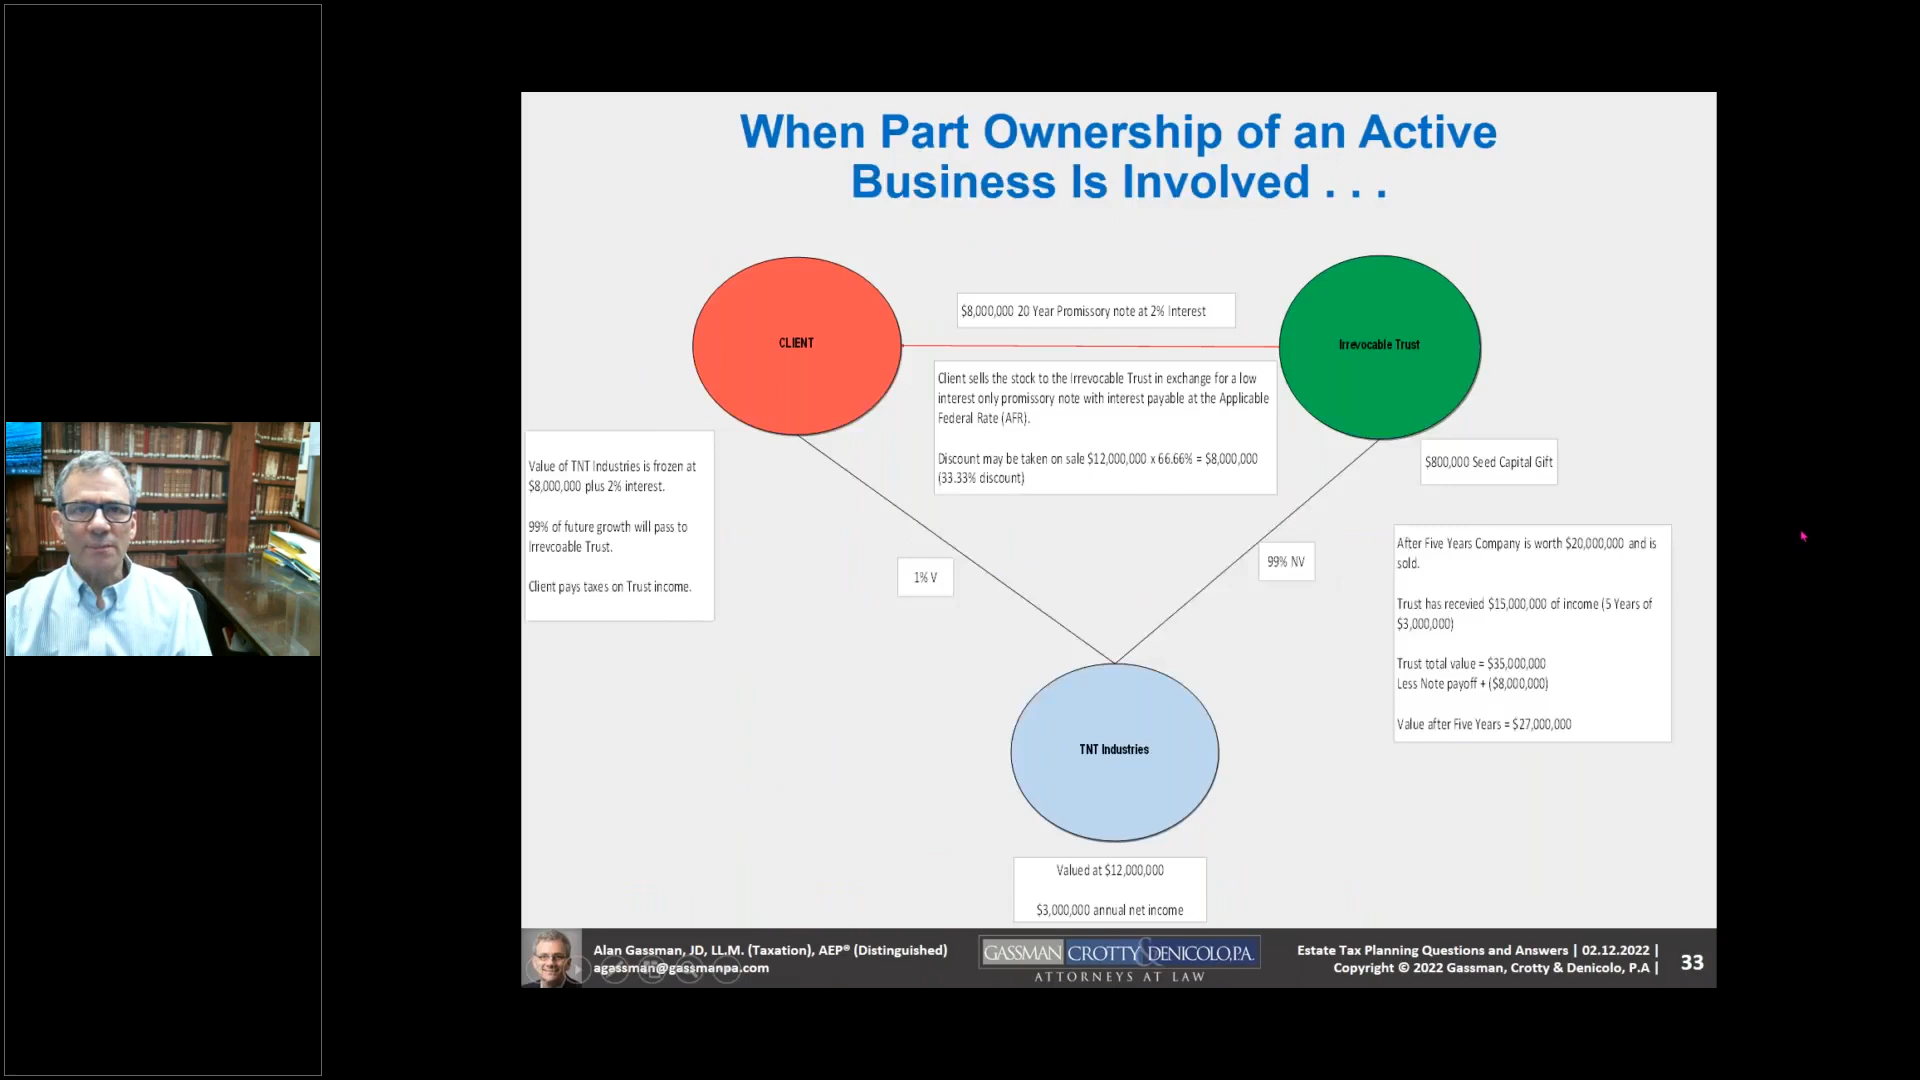 When Part Ownership of an Active
Business Is Involved . . .
CLIENT
$8,000,000 20 Year Promissory note at 2% Interest
Irrevocable Trust
Client sells the stock to the Irrevocable Trust in exchange for a low
interest only promissory note with interest payable at the Applicable
Federal Rate (AFR).
Discount may be taken on sale $12,000,000 x 66.66% = $8,000,000
(33.33% discount)
Value of TNT Industries is frozen at
$8,000,000 plus 2% interest.
99% of future growth will pass to
Irrevcoable Trust.
Client pays taxes on Trust income.
$800,000 Seed Capital Gift
1% V
99% NV
After Five Years Company is worth $20,000,000 and is
sold.
Trust has recevied $15,000,000 of income (5 Years of
$3,000,000)
Trust total value = $35,000,000
Less Note payoff + ($8,000,000)
Value after Five Years = $27,000,000
TNT Industries
Valued at $12,000,000
$3,000,000 annual net income
Alan Gassman, JD, LL.M. (Taxation), AEP® (Distinguished)
agassman@gassmanpa.com
GASSMAN CROTTY & DENICOLO, P.A.
ATTORNEYS AT LAW
Estate Tax Planning Questions and Answers | 02.12.2022 |
Copyright © 2022 Gassman, Crotty & Denicolo, P.A |
33